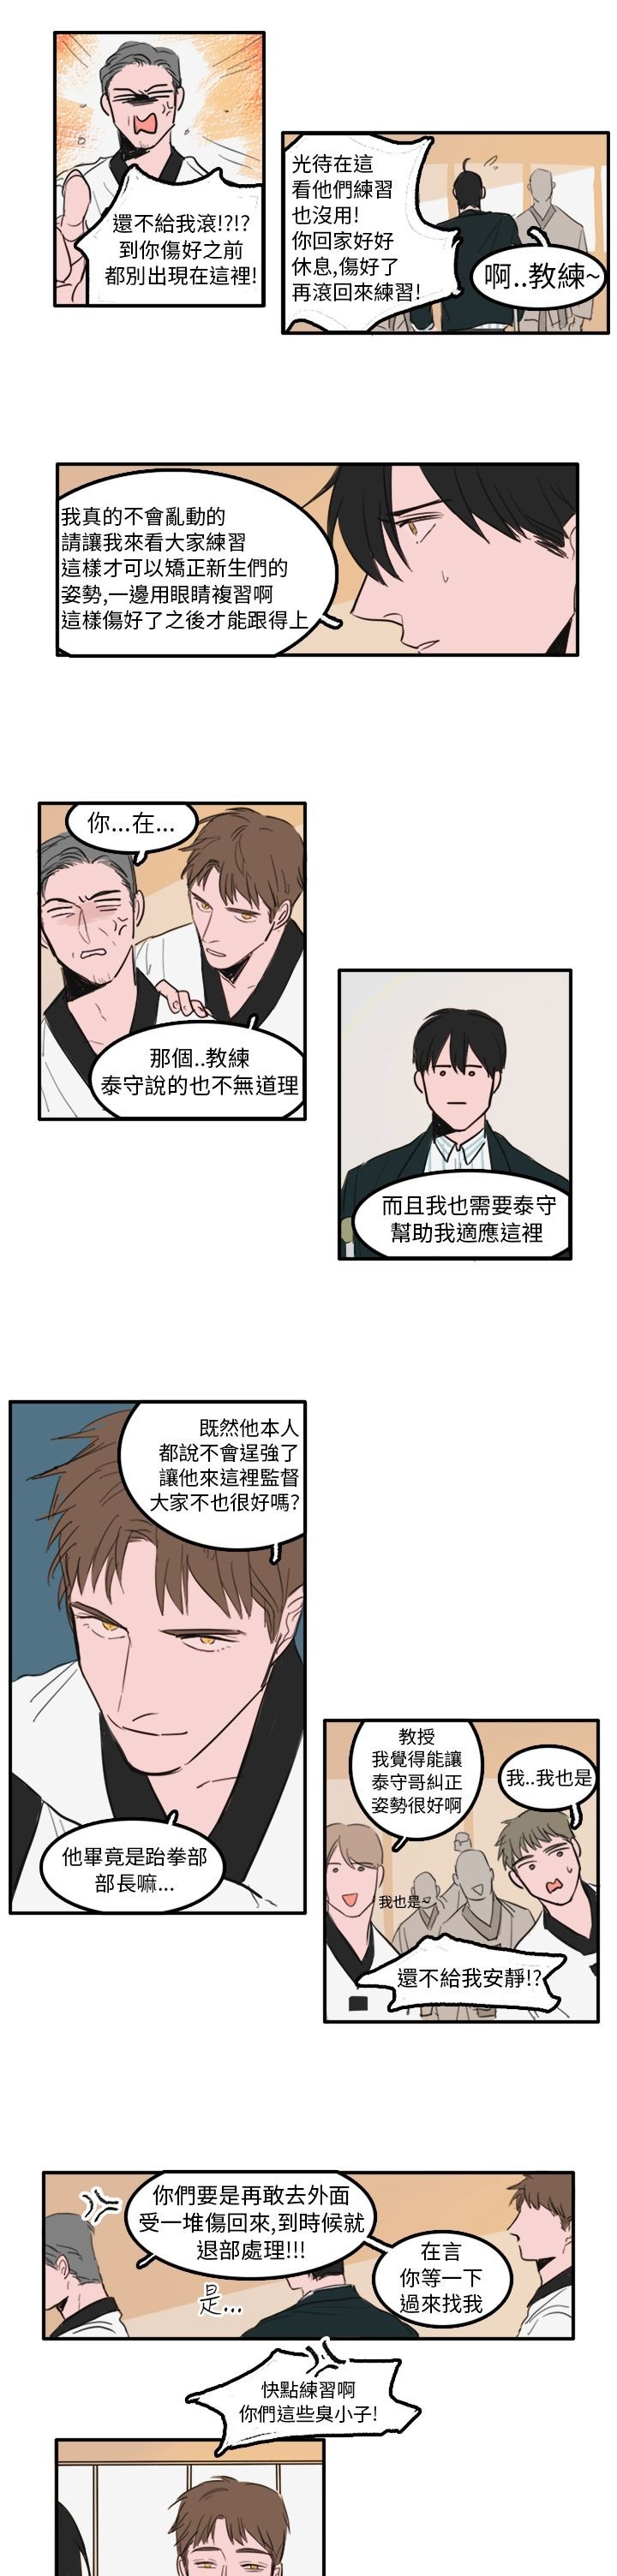 還不給我滾!?!?
到你傷好之前
都別出現在這裡!
光待在這
看他們練習
也沒用!
你回家好好
休息,傷好了
再滾回來練習!
啊..教練~
我真的不會亂動的
請讓我來看大家練習
這樣才可以矯正新生們的
姿勢,一邊用眼睛複習啊
這樣傷好了之後才能跟得上
你...在...
那個..教練
泰守說的也不無道理
而且我也需要泰守
幫助我適應這裡
既然他本人
都說不會逞強了
讓他來這裡監督
大家不也很好嗎?
他畢竟是跆拳部
部長嘛...
教授
我覺得能讓
泰守哥糾正
姿勢很好啊
我..我也是
我也是~
還不給我安靜!?
你們要是再敢去外面
受一堆傷回來,到時候就
退部處理!!!
是...
在言
你等一下
過來找我
快點練習啊
你們這些臭小子!